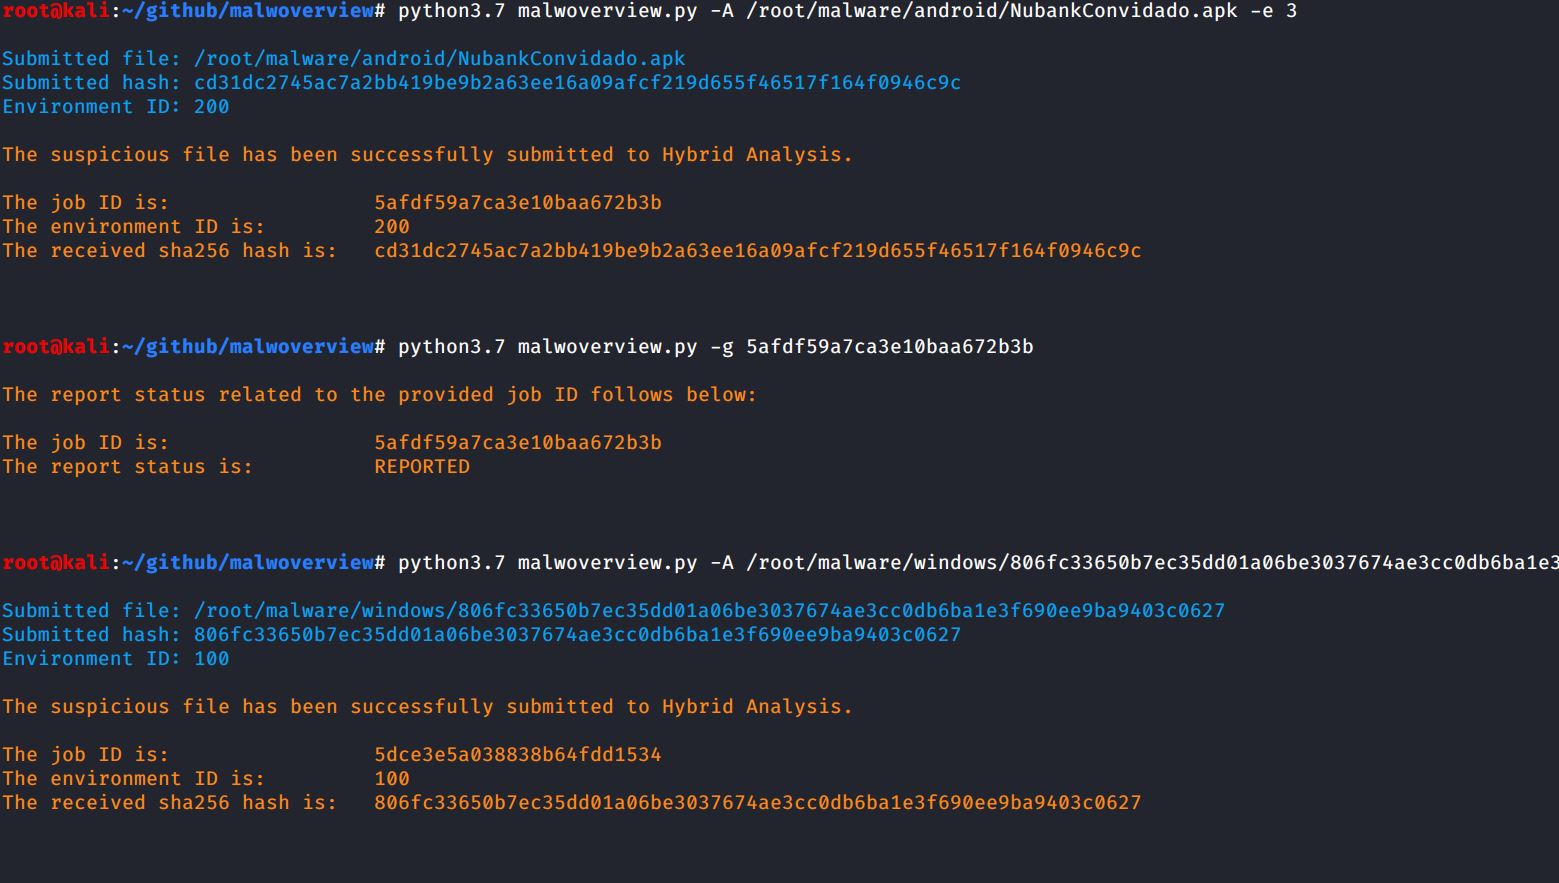 root@kali:~/github/malwoverview# python3.7 malwoverview.py -A /root/malware/android/NubankConvidado.apk -e 3
Submitted file: /root/malware/android/NubankConvidado.apk
Submitted hash: cd31dc2745ac7a2bb419be9b2a63ee16a09afcf219d655f46517f164f0946c9c
Environment ID: 200
The suspicious file has been successfully submitted to Hybrid Analysis.
The job ID is: 5afdf59a7ca3e10baa672b3b
The environment ID is: 200
The received sha256 hash is: cd31dc2745ac7a2bb419be9b2a63ee16a09afcf219d655f46517f164f0946c9c
root@kali:~/github/malwoverview# python3.7 malwoverview.py -g 5afdf59a7ca3e10baa672b3b
The report status related to the provided job ID follows below:
The job ID is: 5afdf59a7ca3e10baa672b3b
The report status is: REPORTED
root@kali:~/github/malwoverview# python3.7 malwoverview.py -A /root/malware/windows/806fc33650b7ec35dd01a06be3037674ae3cc0db6ba1e3
Submitted file: /root/malware/windows/806fc33650b7ec35dd01a06be3037674ae3cc0db6ba1e3f690ee9ba9403c0627
Submitted hash: 806fc33650b7ec35dd01a06be3037674ae3cc0db6ba1e3f690ee9ba9403c0627
Environment ID: 100
The suspicious file has been successfully submitted to Hybrid Analysis.
The job ID is: 5dce3e5a038838b64fdd1534
The environment ID is: 100
The received sha256 hash is: 806fc33650b7ec35dd01a06be3037674ae3cc0db6ba1e3f690ee9ba9403c0627